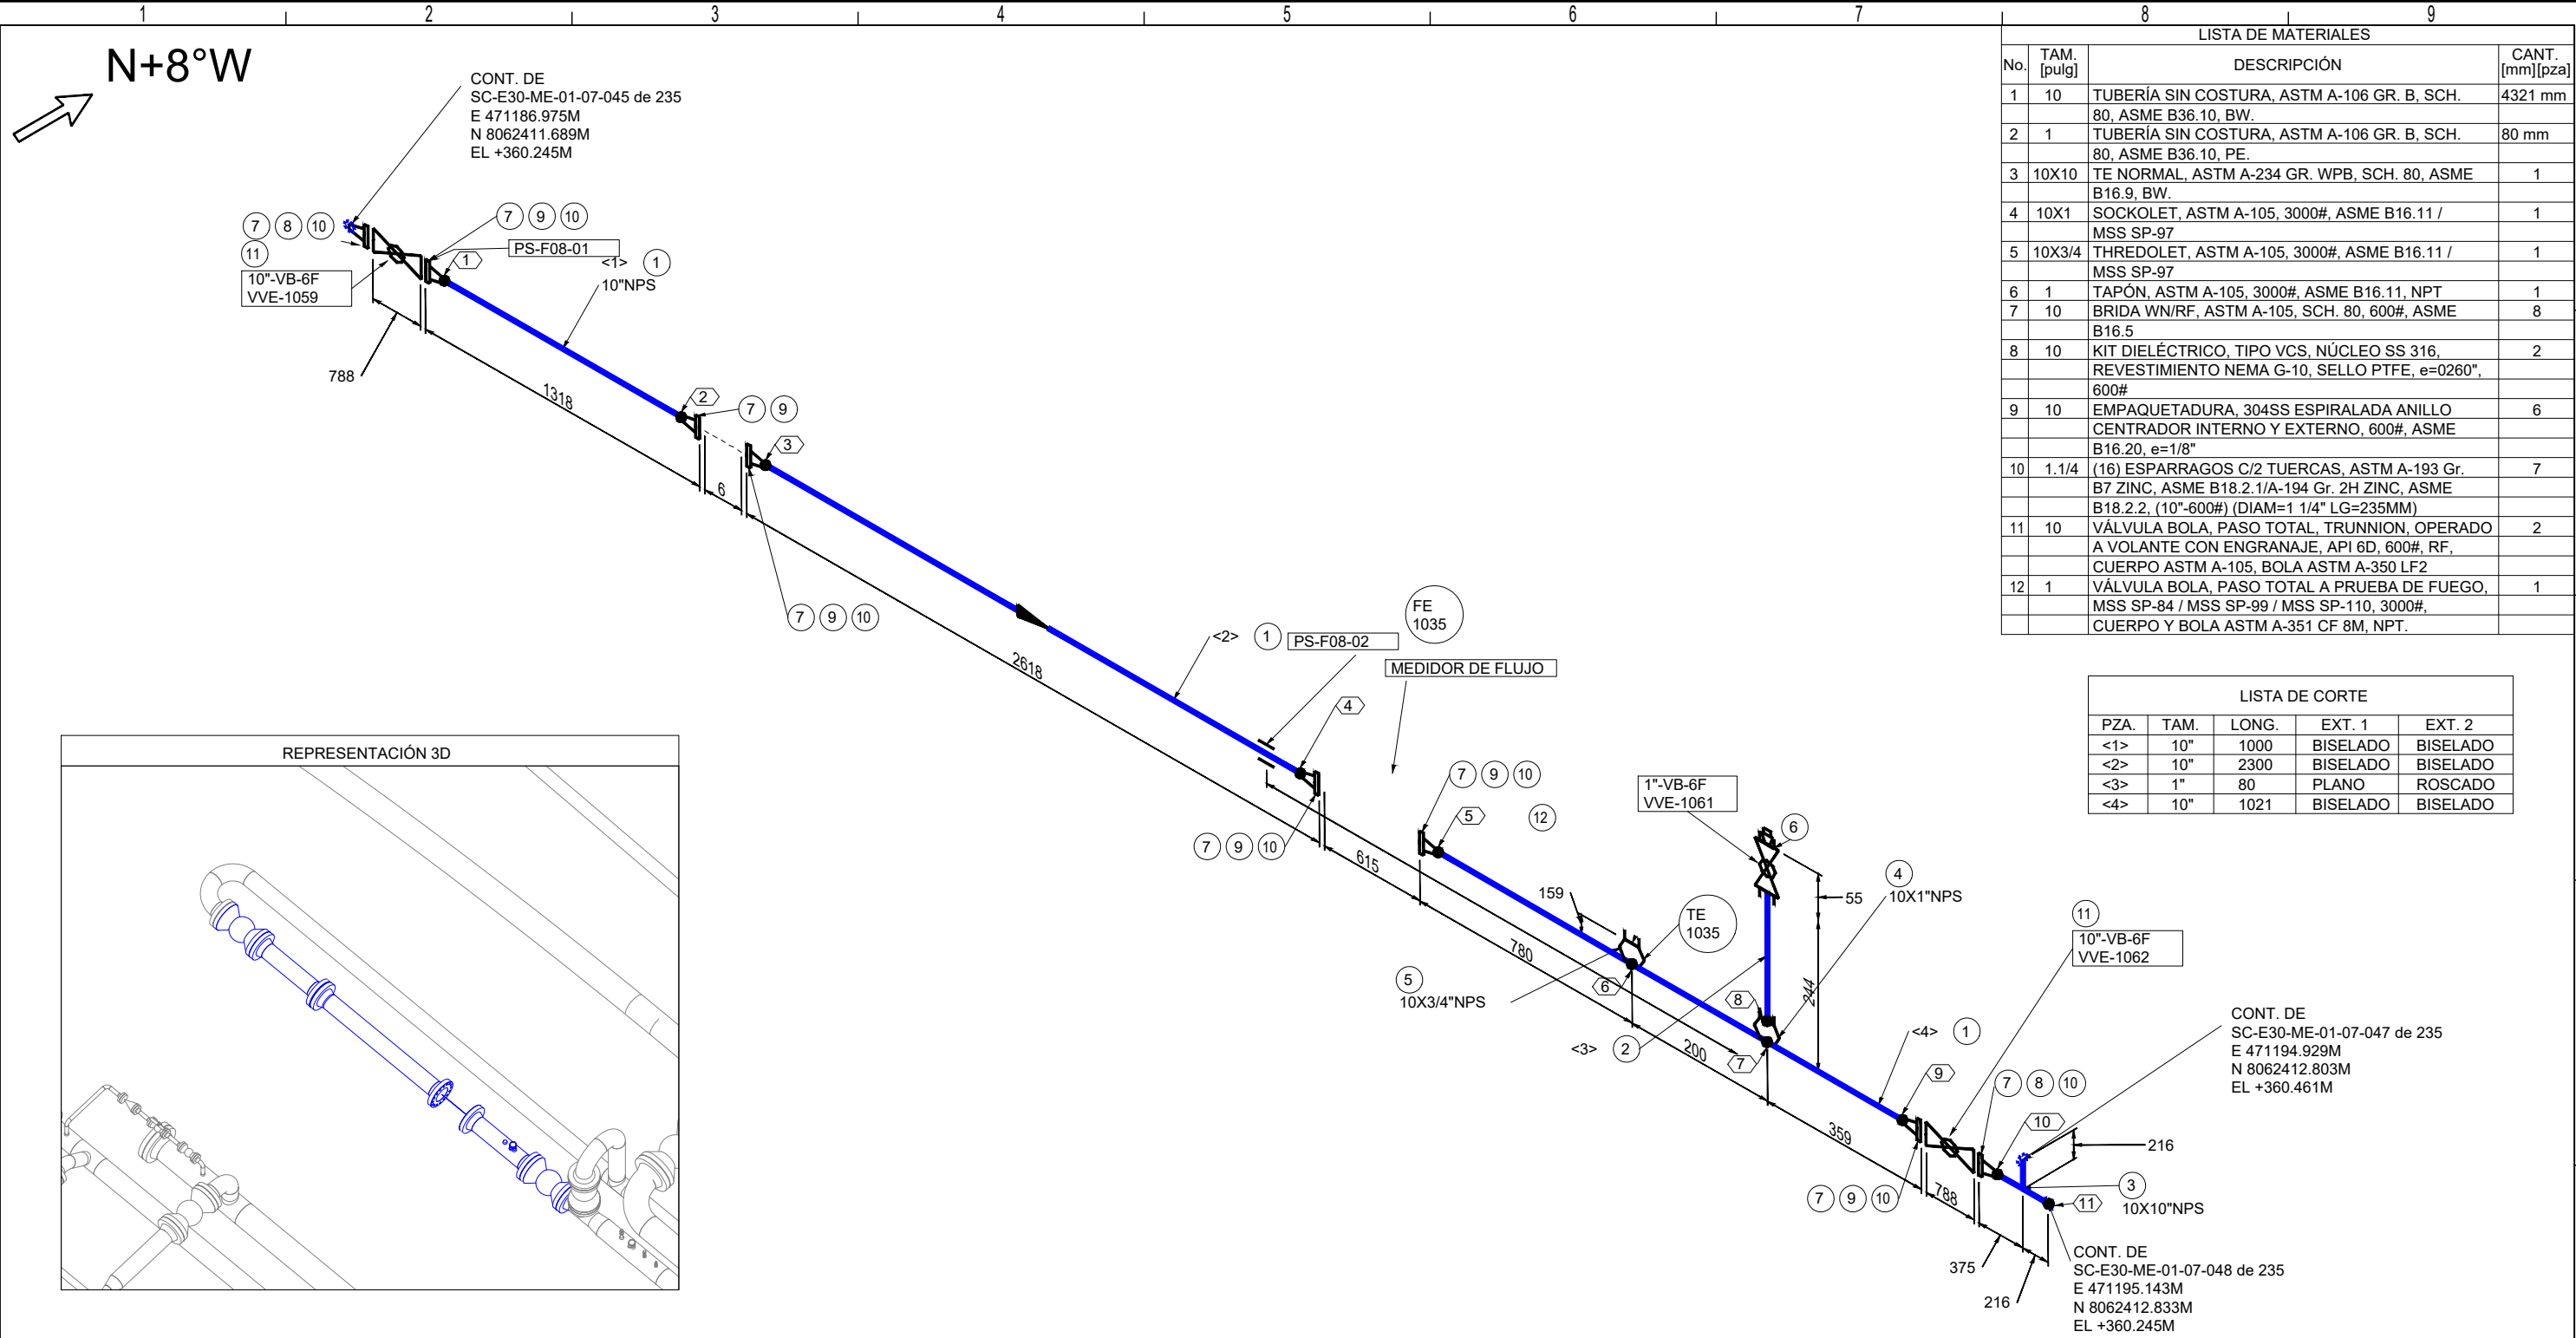 1 2 3 4 5 6 7 8 9
N+8°W
CONT. DE
SC-E30-ME-01-07-045 de 235
E 471186.975M
N 8062411.689M
EL +360.245M
7 8 10
11
10"-VB-6F
VVE-1059
7 9 10
PS-F08-01
1
<1> 1
10"NPS
788
1318
2
7 9
3
6
7 9 10
2618
<2> 1
PS-F08-02
FE
1035
MEDIDOR DE FLUJO
4
7 9 10
5
12
7 9 10
615
1"-VB-6F
VVE-1061
6
159
TE
1035
55
4
10X1"NPS
780
5
10X3/4"NPS
6
8
244
<3> 2
200
7
<4> 1
11
10"-VB-6F
VVE-1062
9
7 8 10
10
359
CONT. DE
SC-E30-ME-01-07-047 de 235
E 471194.929M
N 8062412.803M
EL +360.461M
216
7 9 10
788
3
10X10"NPS
11
375
216
CONT. DE
SC-E30-ME-01-07-048 de 235
E 471195.143M
N 8062412.833M
EL +360.245M
REPRESENTACIÓN 3D
LISTA DE MATERIALES
No. TAM. [pulg] DESCRIPCIÓN CANT. [mm][pza]
1 10 TUBERÍA SIN COSTURA, ASTM A-106 GR. B, SCH. 4321 mm
80, ASME B36.10, BW.
2 1 TUBERÍA SIN COSTURA, ASTM A-106 GR. B, SCH. 80 mm
80, ASME B36.10, PE.
3 10X10 TE NORMAL, ASTM A-234 GR. WPB, SCH. 80, ASME 1
B16.9, BW.
4 10X1 SOCKOLET, ASTM A-105, 3000#, ASME B16.11 / 1
MSS SP-97
5 10X3/4 THREDOLET, ASTM A-105, 3000#, ASME B16.11 / 1
MSS SP-97
6 1 TAPÓN, ASTM A-105, 3000#, ASME B16.11, NPT 1
7 10 BRIDA WN/RF, ASTM A-105, SCH. 80, 600#, ASME 8
B16.5
8 10 KIT DIELÉCTRICO, TIPO VCS, NÚCLEO SS 316, 2
REVESTIMIENTO NEMA G-10, SELLO PTFE, e=0260",
600#
9 10 EMPAQUETADURA, 304SS ESPIRALADA ANILLO 6
CENTRADOR INTERNO Y EXTERNO, 600#, ASME
B16.20, e=1/8"
10 1.1/4 (16) ESPARRAGOS C/2 TUERCAS, ASTM A-193 Gr. 7
B7 ZINC, ASME B18.2.1/A-194 Gr. 2H ZINC, ASME
B18.2.2, (10"-600#) (DIAM=1 1/4" LG=235MM)
11 10 VÁLVULA BOLA, PASO TOTAL, TRUNNION, OPERADO 2
A VOLANTE CON ENGRANAJE, API 6D, 600#, RF,
CUERPO ASTM A-105, BOLA ASTM A-350 LF2
12 1 VÁLVULA BOLA, PASO TOTAL A PRUEBA DE FUEGO, 1
MSS SP-84 / MSS SP-99 / MSS SP-110, 3000#,
CUERPO Y BOLA ASTM A-351 CF 8M, NPT.
LISTA DE CORTE
PZA. TAM. LONG. EXT. 1 EXT. 2
<1> 10" 1000 BISELADO BISELADO
<2> 10" 2300 BISELADO BISELADO
<3> 1" 80 PLANO ROSCADO
<4> 10" 1021 BISELADO BISELADO